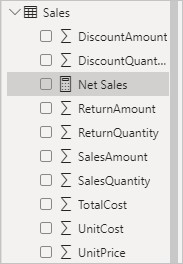 Sales
DiscountAmount
DiscountQuant...
Net Sales
ReturnAmount
ReturnQuantity
SalesAmount
SalesQuantity
TotalCost
UnitCost
UnitPrice